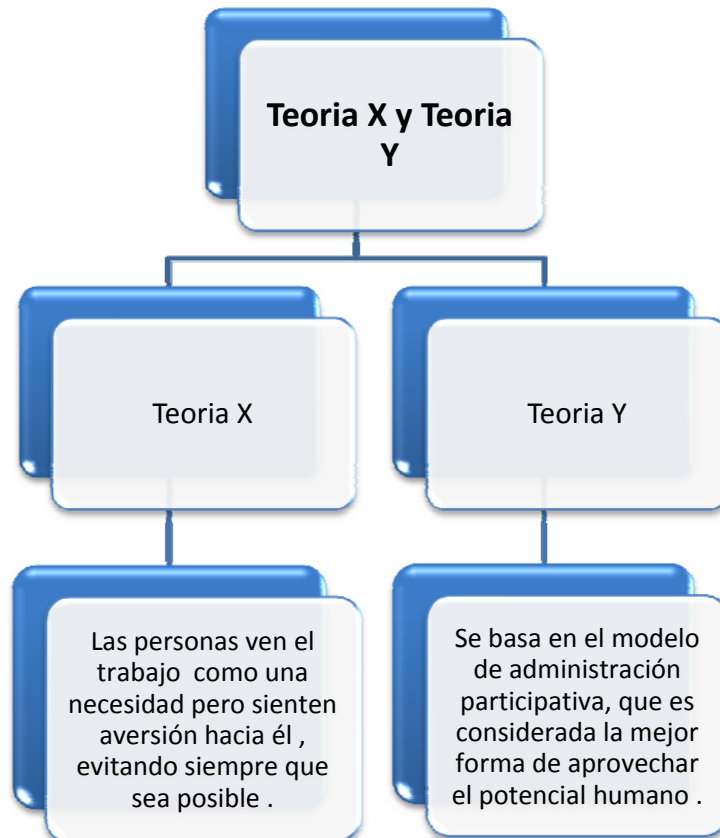 Teoria X y Teoria
Y
Teoria X
Teoria Y
Las personas ven el
trabajo como una
necesidad pero sienten
aversión hacia él ,
evitando siempre que
sea posible .
Se basa en el modelo
de administración
participativa, que es
considerada la mejor
forma de aprovechar
el potencial humano .